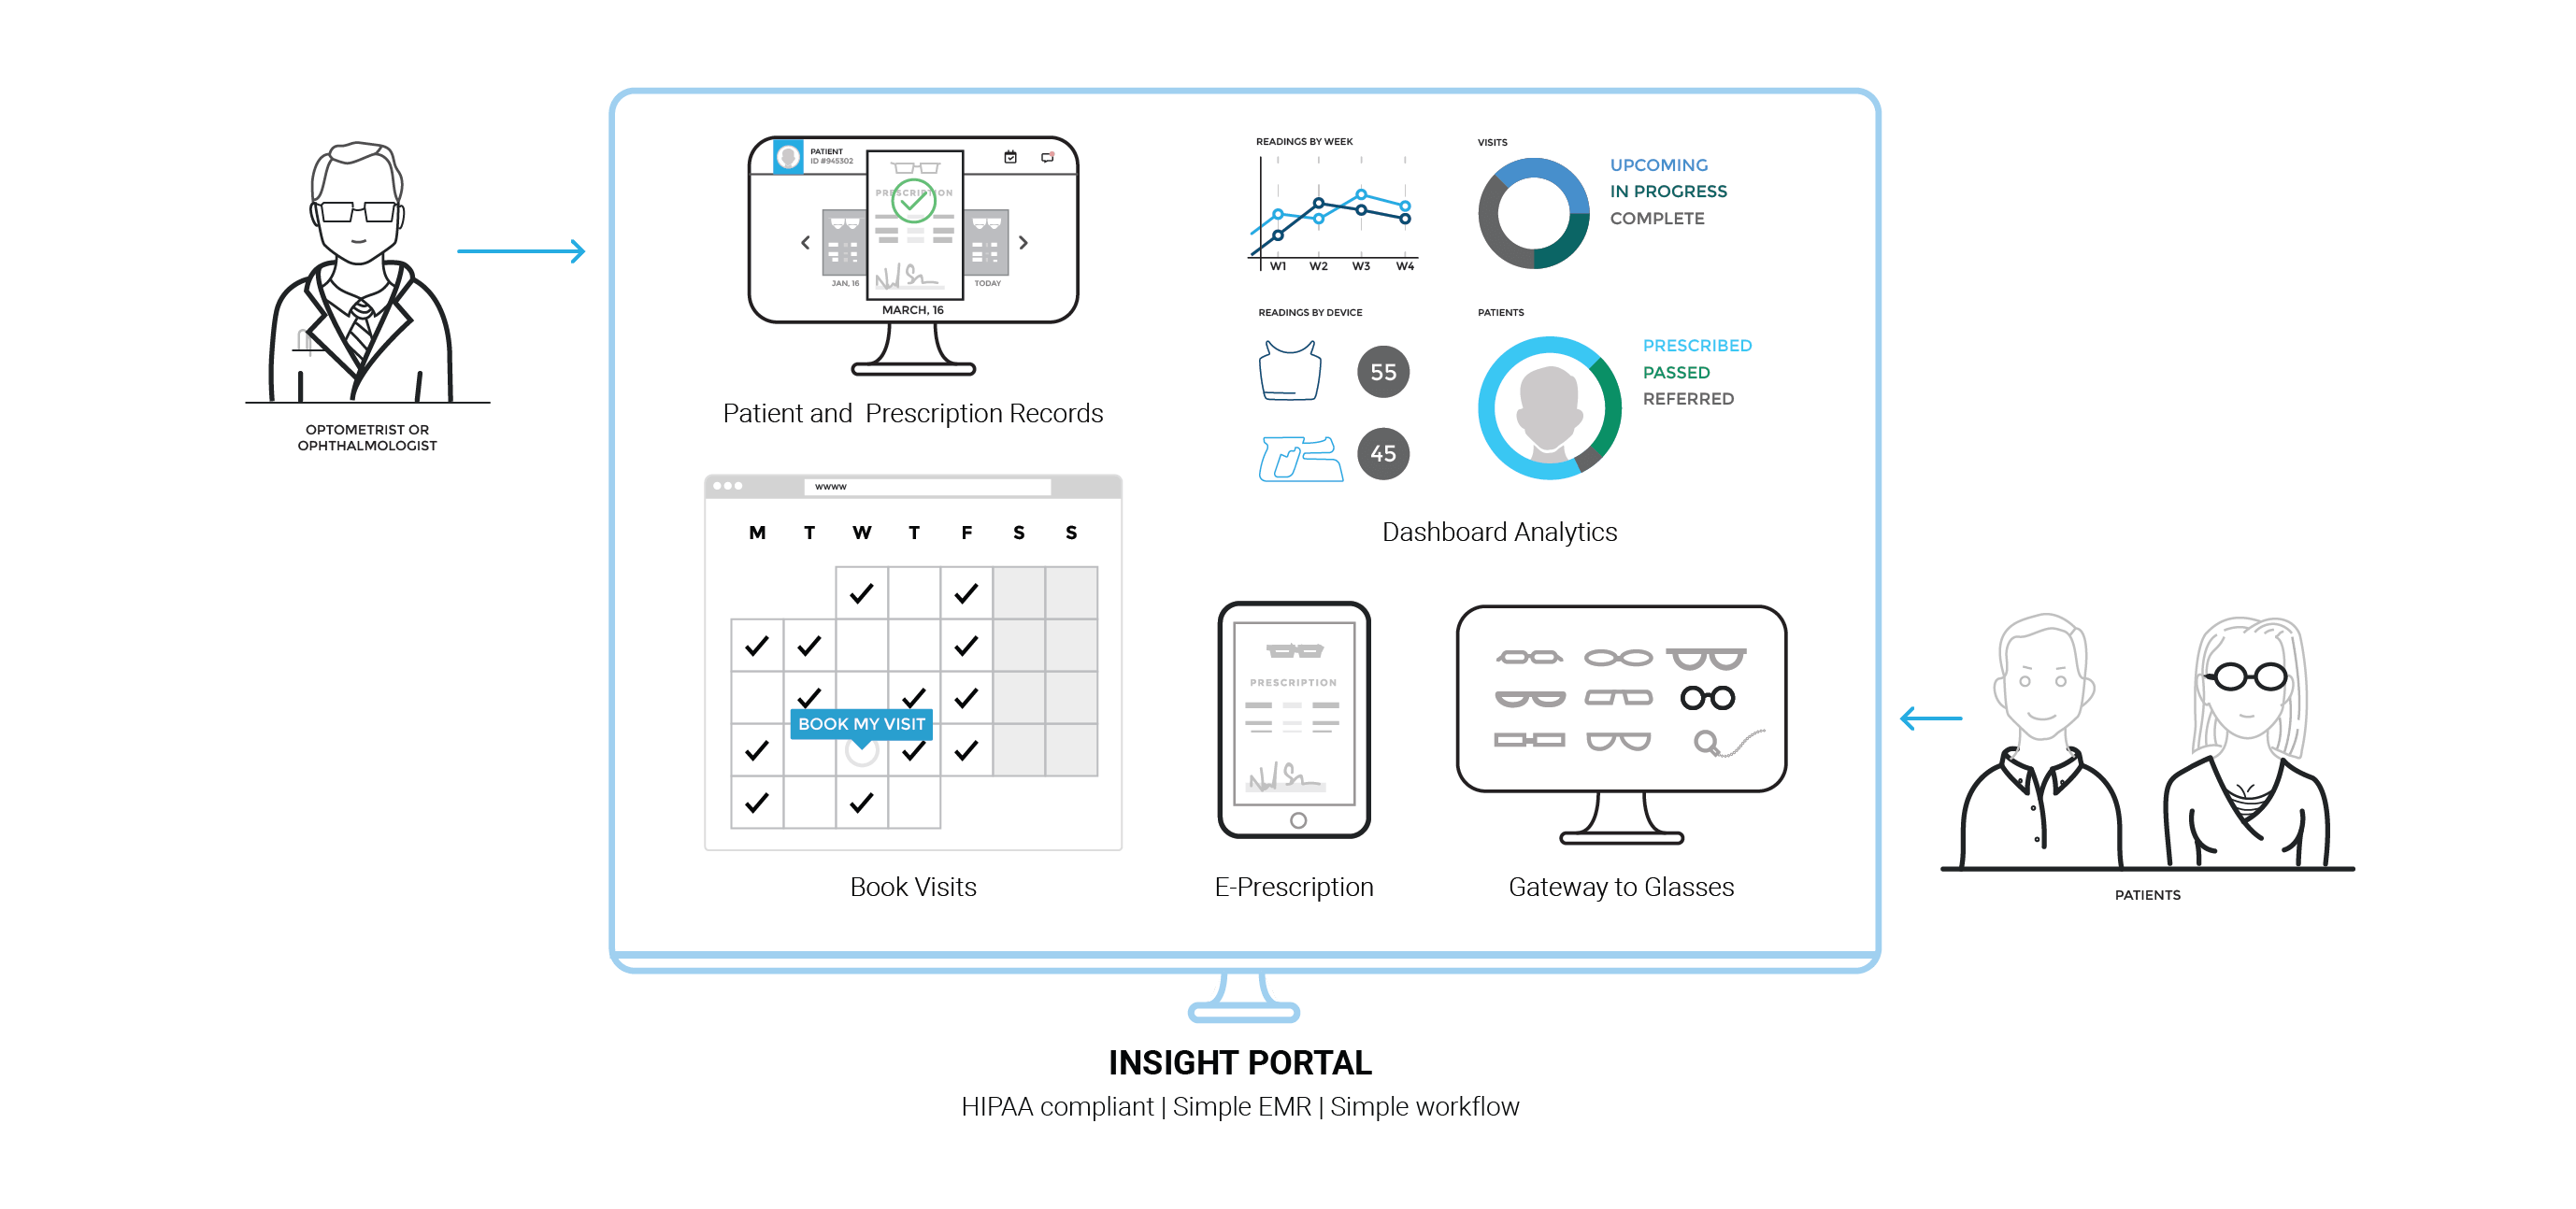 PATIENT
ID #945302
PRESCRIPTION
JAN, 16
TODAY
MARCH, 16
Patient and Prescription Records
READINGS BY WEEK
W1 W2 W3 W4
VISITS
UPCOMING
IN PROGRESS
COMPLETE
READINGS BY DEVICE
55
45
PATIENTS
PRESCRIBED
PASSED
REFERRED
Dashboard Analytics
OPTOMETRIST OR
OPHTHALMOLOGIST
wwww
M T W T F S S
BOOK MY VISIT
Book Visits
PRESCRIPTION
E-Prescription
Gateway to Glasses
PATIENTS
INSIGHT PORTAL
HIPAA compliant | Simple EMR | Simple workflow